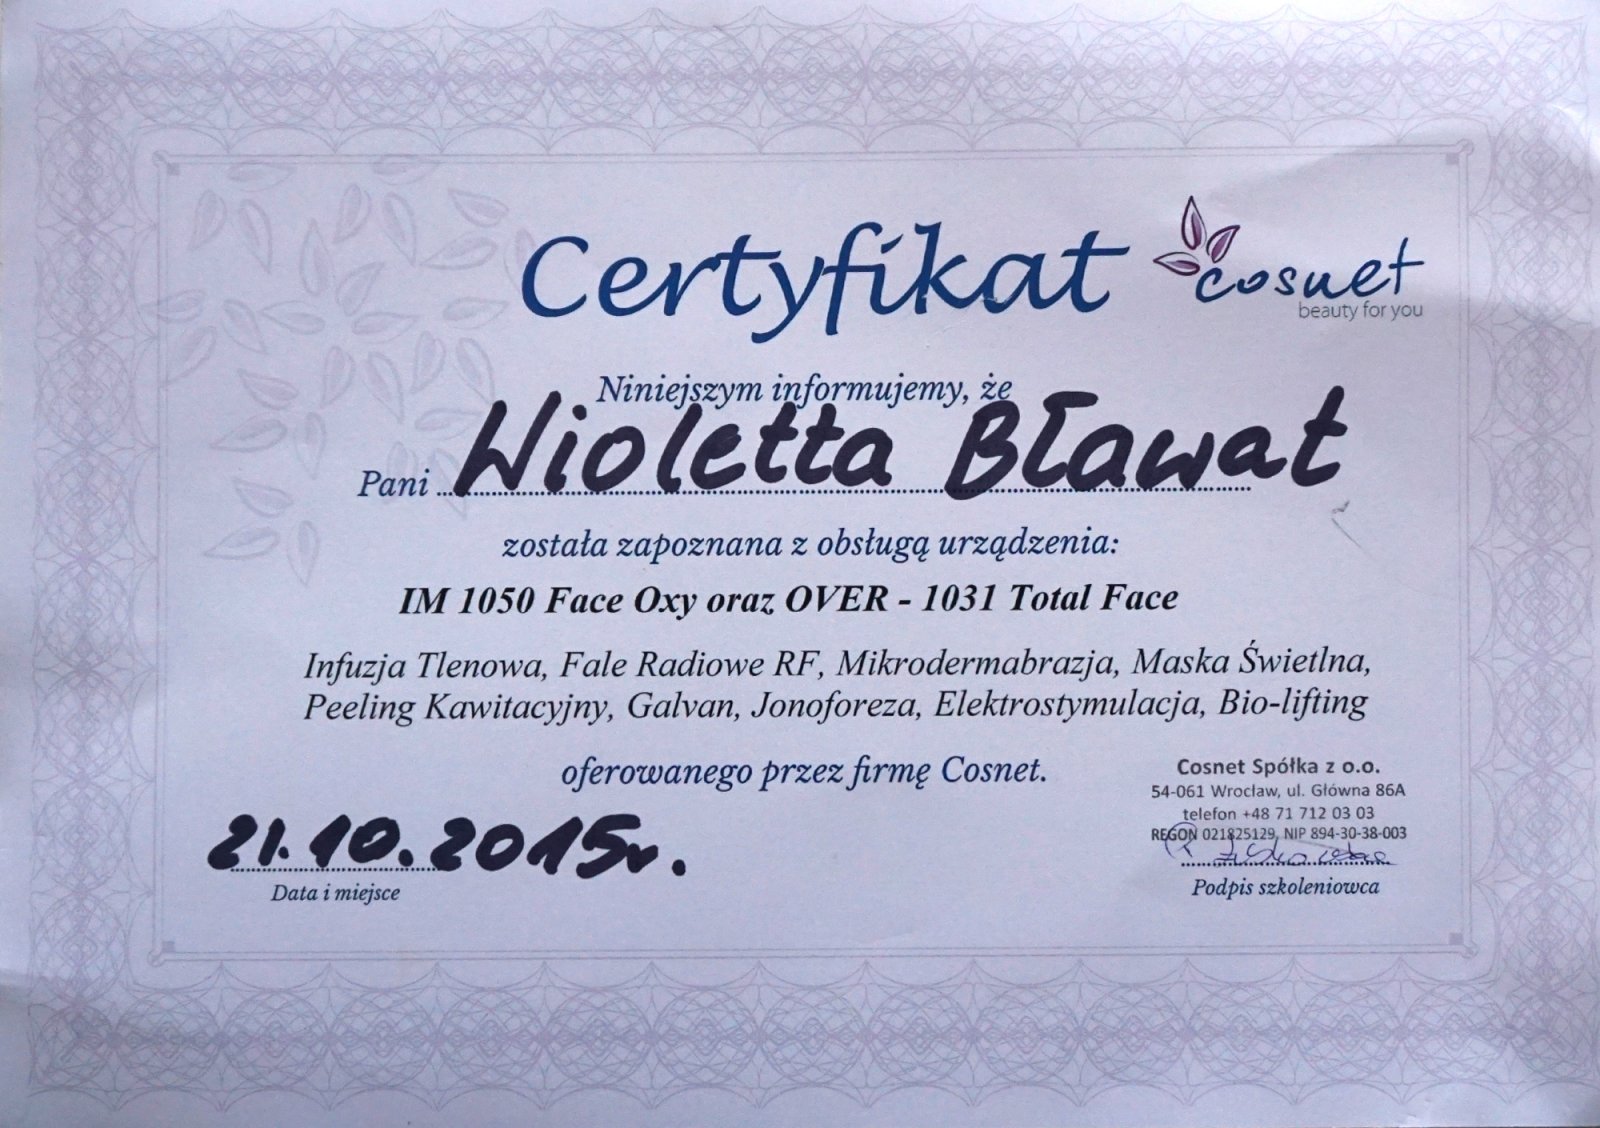 Certyfikat
cosnet
beauty for you
Niniejszym informujemy, że
Pani Wioletta Bławat
została zapoznana z obsługą urządzenia:
IM 1050 Face Oxy oraz OVER - 1031 Total Face
Infuzja Tlenowa, Fale Radiowe RF, Mikrodermabrazja, Maska Świetlna,
Peeling Kawitacyjny, Galvan, Jonoforeza, Elektrostymulacja, Bio-lifting
oferowanego przez firmę Cosnet.
Cosnet Spółka z o.o.
54-061 Wrocław, ul. Główna 86A
telefon +48 71 712 03 03
REGON 021825129, NIP 894-30-38-003
21.10.2015r.
Data i miejsce
Podpis szkoleniowca